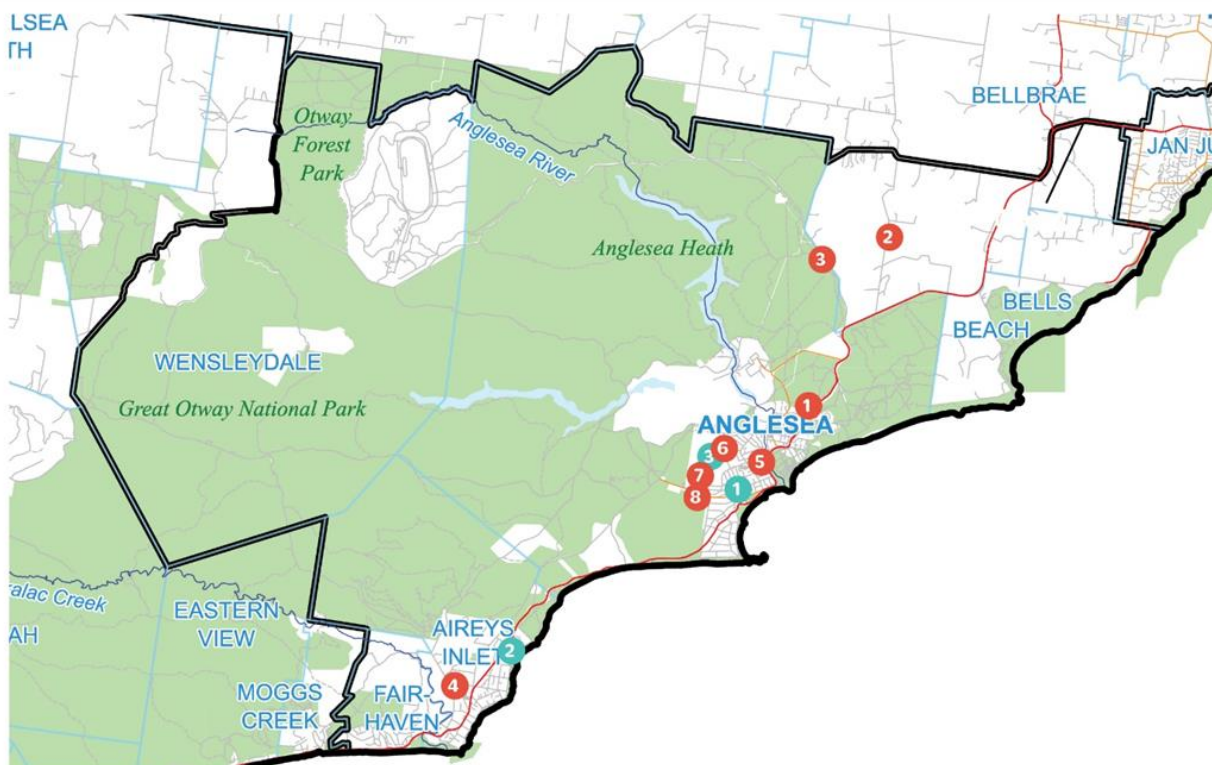 LSEA
TH
Otway
Forest
Park
Anglesea River
BELLBRAE
JAN JU
Anglesea Heath
2
3
BELLS
BEACH
WENSLEYDALE
Great Otway National Park
1
ANGLESEA
6
3
5
7
8
1
ralac Creek
AH
EASTERN
VIEW
AIREYS
INLET
2
4
MOGGS
CREEK
FAIR-
HAVEN